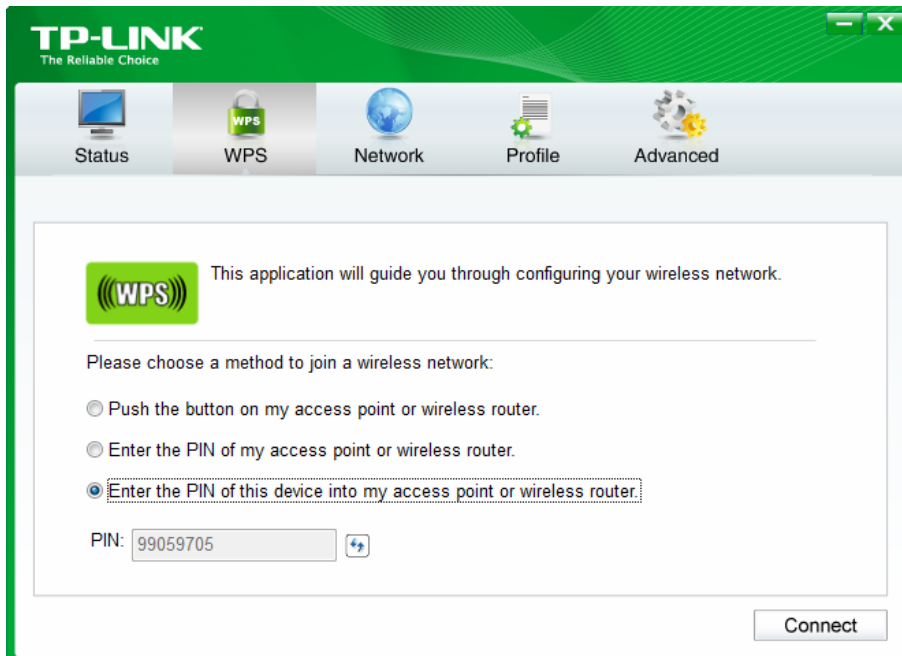 TP-LINK
The Reliable Choice
Status
WPS
WPS
Network
Profile
Advanced
WPS
This application will guide you through configuring your wireless network.
Please choose a method to join a wireless network:
Push the button on my access point or wireless router.
Enter the PIN of my access point or wireless router.
Enter the PIN of this device into my access point or wireless router.
PIN: 99059705
Connect